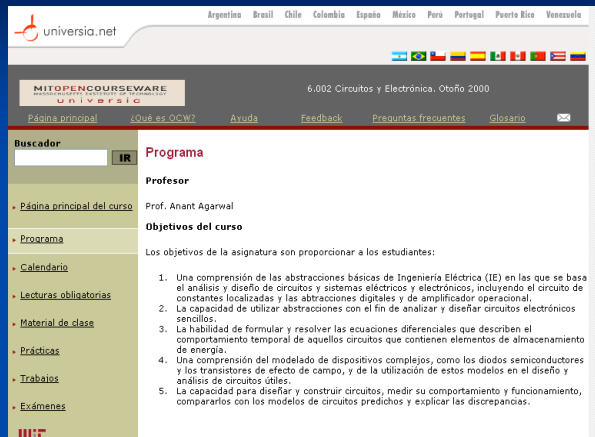 Argentina Brasil Chile Colombia España México Perú Portugal Puerto Rico Venezuela
universia.net
MITOPENCOURSEWARE
MASSACHUSETTS INSTITUTE OF TECHNOLOGY
universia
6.002 Circuitos y Electrónica. Otoño 2000
Página principal
¿Qué es OCW?
Ayuda
Feedback
Preguntas frecuentes
Glosario
Buscador
IR
Página principal del curso
Programa
Calendario
Lecturas obligatorias
Material de clase
Prácticas
Trabajos
Exámenes
Programa
Profesor
Prof. Anant Agarwal
Objetivos del curso
Los objetivos de la asignatura son proporcionar a los estudiantes:
1. Una comprensión de las abstracciones básicas de Ingeniería Eléctrica (IE) en las que se basa
el análisis y diseño de circuitos y sistemas eléctricos y electrónicos, incluyendo el circuito de
constantes localizadas y las abtracciones digitales y de amplificador operacional.
2. La capacidad de utilizar abstracciones con el fin de analizar y diseñar circuitos electrónicos
sencillos.
3. La habilidad de formular y resolver las ecuaciones diferenciales que describen el
comportamiento temporal de aquellos circuitos que contienen elementos de almacenamiento
de energía.
4. Una comprensión del modelado de dispositivos complejos, como los diodos semiconductores
y los transistores de efecto de campo, y de la utilización de estos modelos en el diseño y
análisis de circuitos útiles.
5. La capacidad para diseñar y construir circuitos, medir su comportamiento y funcionamiento,
compararlos con los modelos de circuitos predichos y explicar las discrepancias.